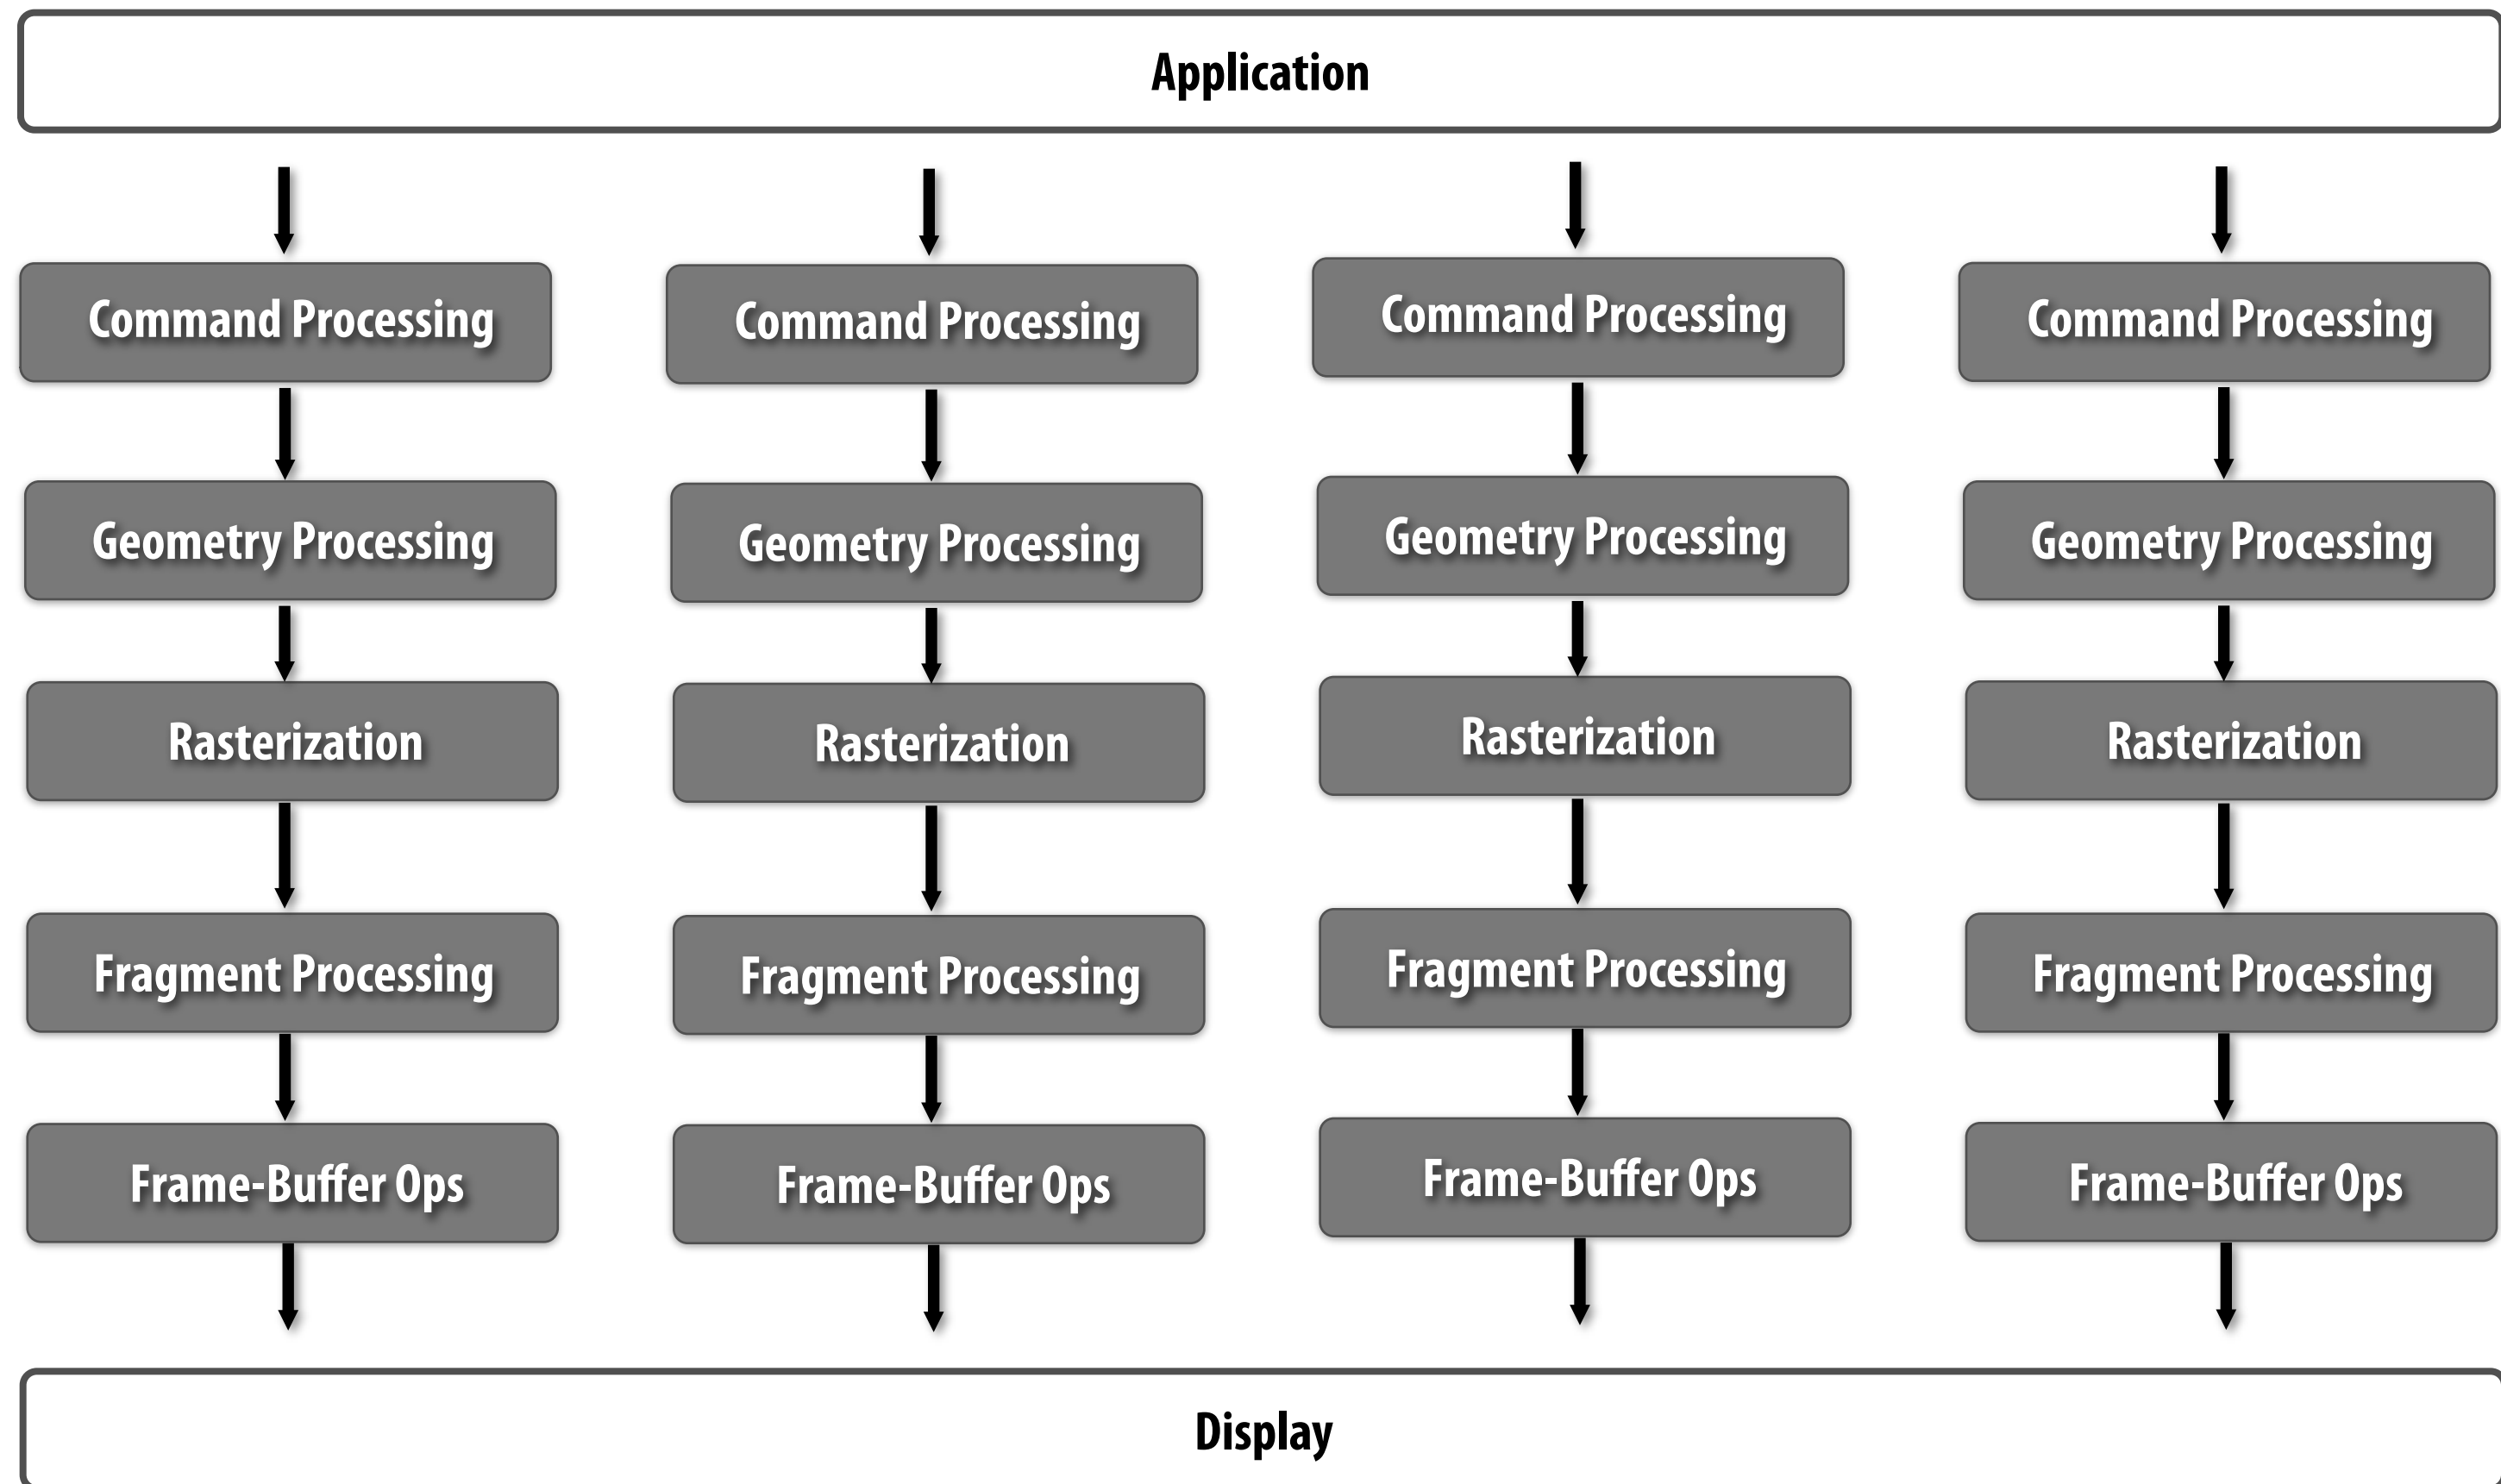 Application
Command Processing
Command Processing
Command Processing
Command Processing
Geometry Processing
Geometry Processing
Geometry Processing
Geometry Processing
Rasterization
Rasterization
Rasterization
Rasterization
Fragment Processing
Fragment Processing
Fragment Processing
Fragment Processing
Frame-Buffer Ops
Frame-Buffer Ops
Frame-Buffer Ops
Frame-Buffer Ops
Display